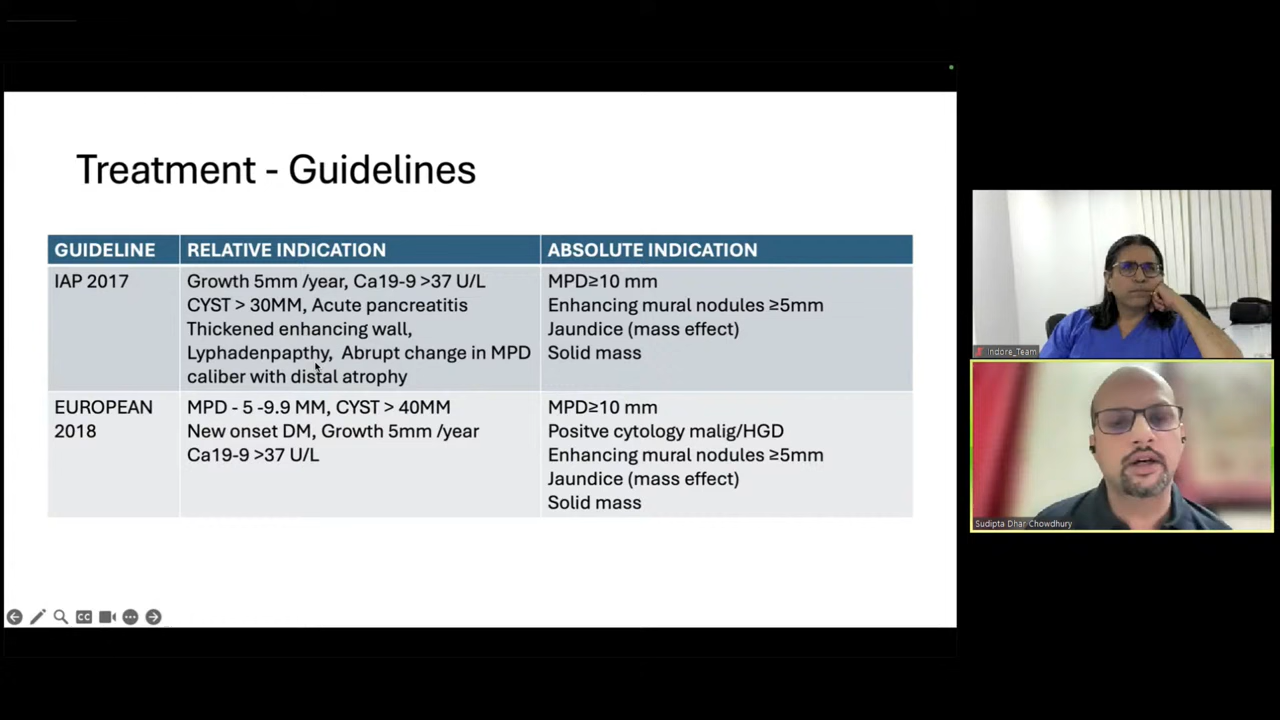 Treatment - Guidelines
GUIDELINE
RELATIVE INDICATION
ABSOLUTE INDICATION
IAP 2017
Growth 5mm /year, Ca19-9 >37 U/L
CYST > 30MM, Acute pancreatitis
Thickened enhancing wall,
Lyphadenpapthy, Abrupt change in MPD
caliber with distal atrophy
MPD≥10 mm
Enhancing mural nodules ≥5mm
Jaundice (mass effect)
Solid mass
EUROPEAN
2018
MPD - 5 -9.9 MM, CYST > 40MM
New onset DM, Growth 5mm /year
Ca19-9 >37 U/L
MPD≥10 mm
Positve cytology malig/HGD
Enhancing mural nodules ≥5mm
Jaundice (mass effect)
Solid mass
CC
Indore_Team
Sudipta Dhar Chowdhury